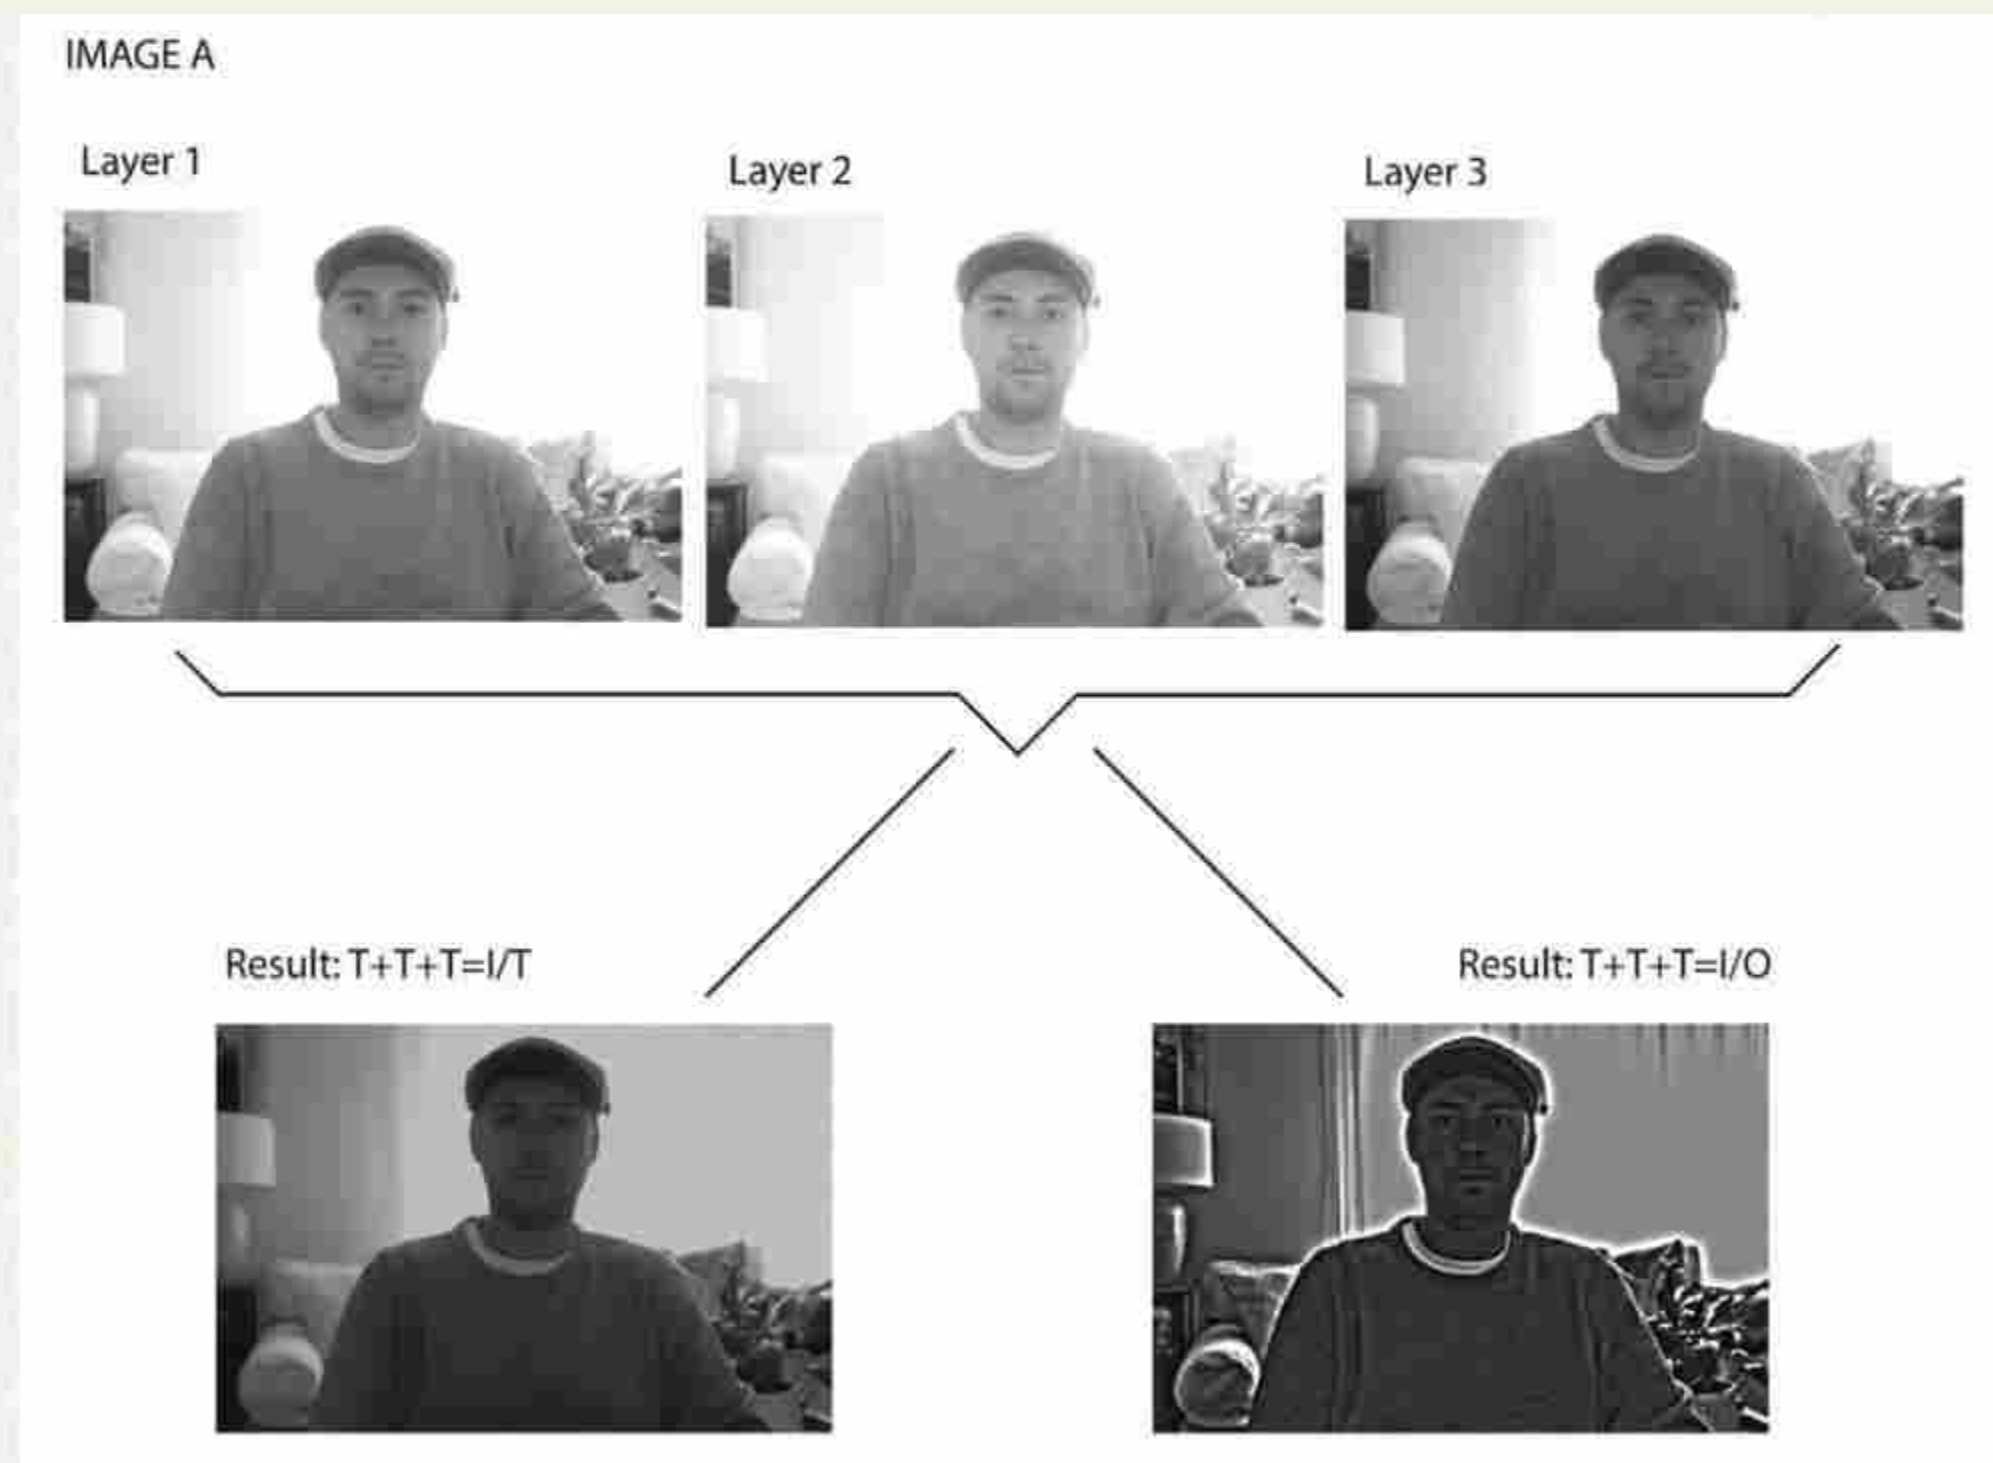 IMAGE A
Layer 1
Layer 2
Layer 3
Result: T+T+T=I/T
Result: T+T+T=I/O